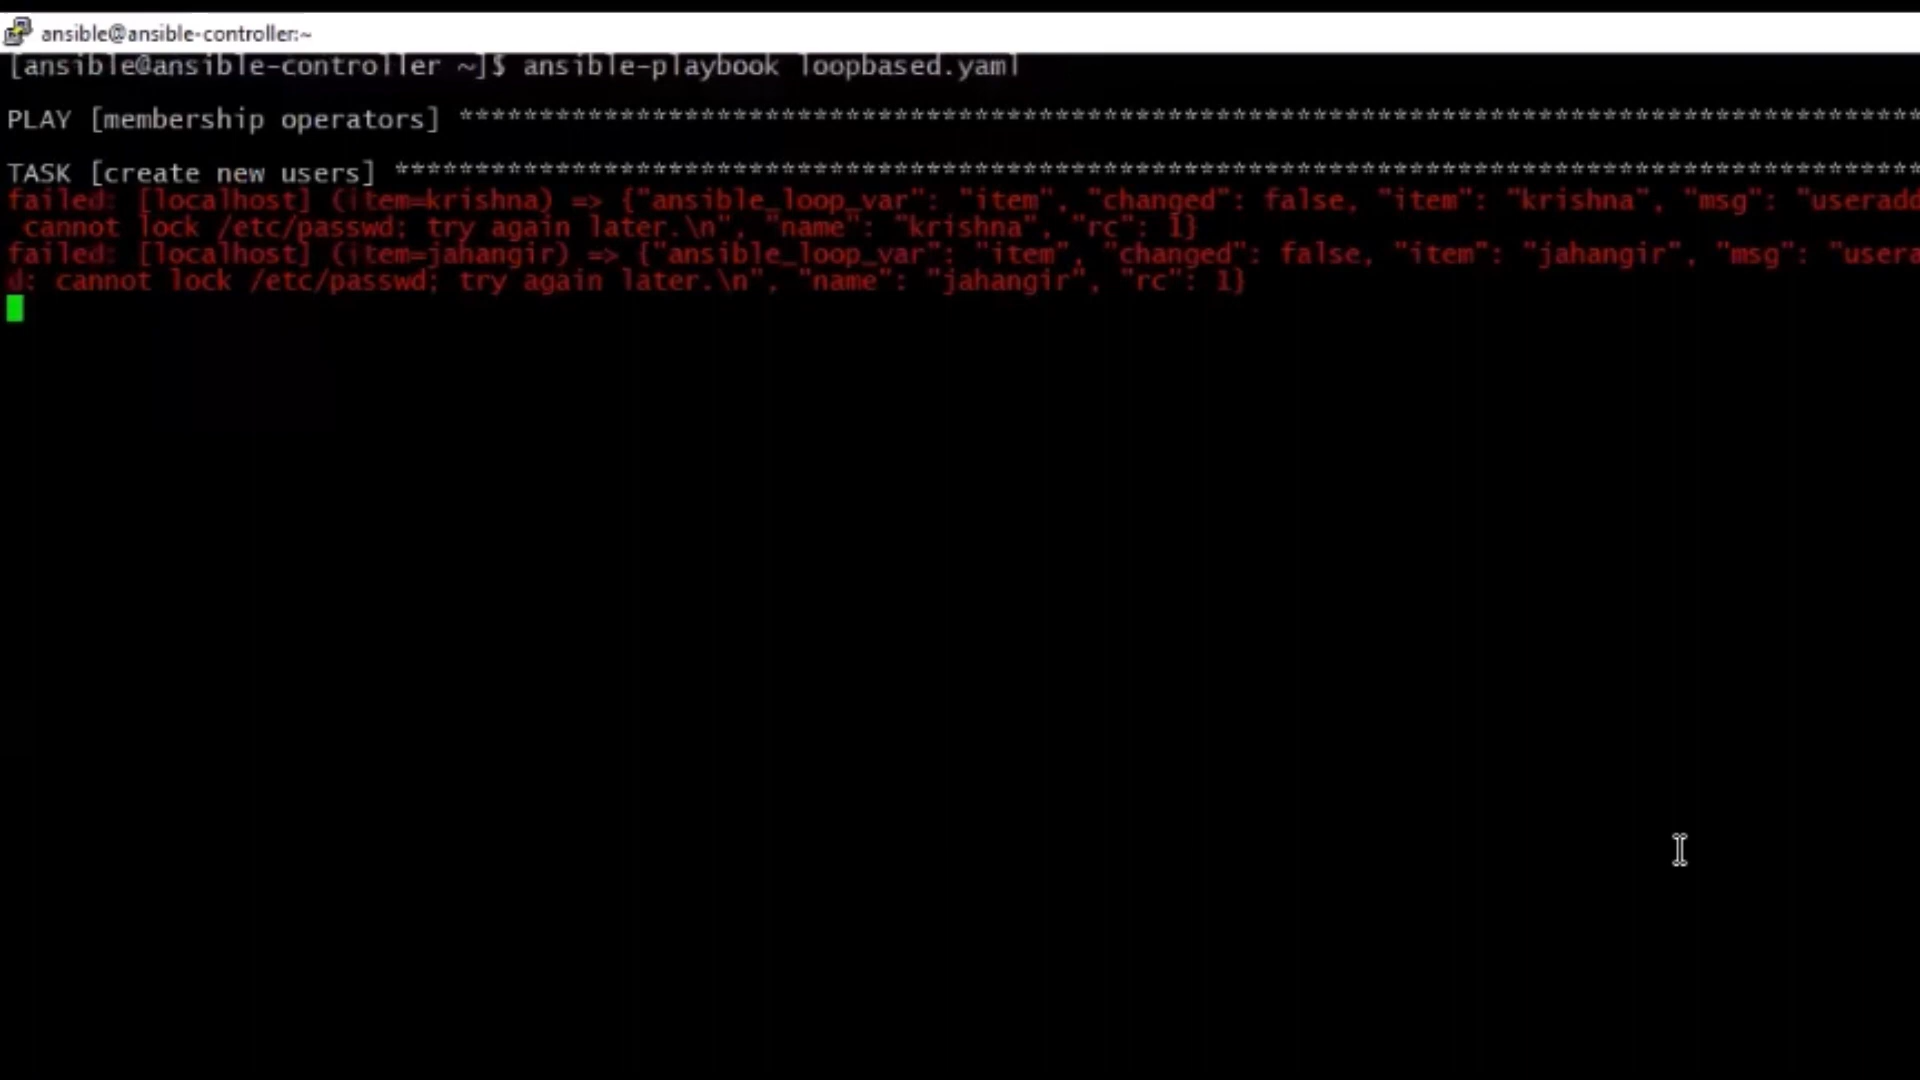 ansible@ansible-controller:~
[ansible@ansible-controller ~]$ ansible-playbook loopbased.yaml
PLAY [membership operators] *******************************************************************************************
TASK [create new users] ***********************************************************************************************
failed: [localhost] (item=krishna) => {"ansible_loop_var": "item", "changed": false, "item": "krishna", "msg": "useradd
cannot lock /etc/passwd; try again later.\n", "name": "krishna", "rc": 1}
failed: [localhost] (item=jahangir) => {"ansible_loop_var": "item", "changed": false, "item": "jahangir", "msg": "usera
d: cannot lock /etc/passwd; try again later.\n", "name": "jahangir", "rc": 1}